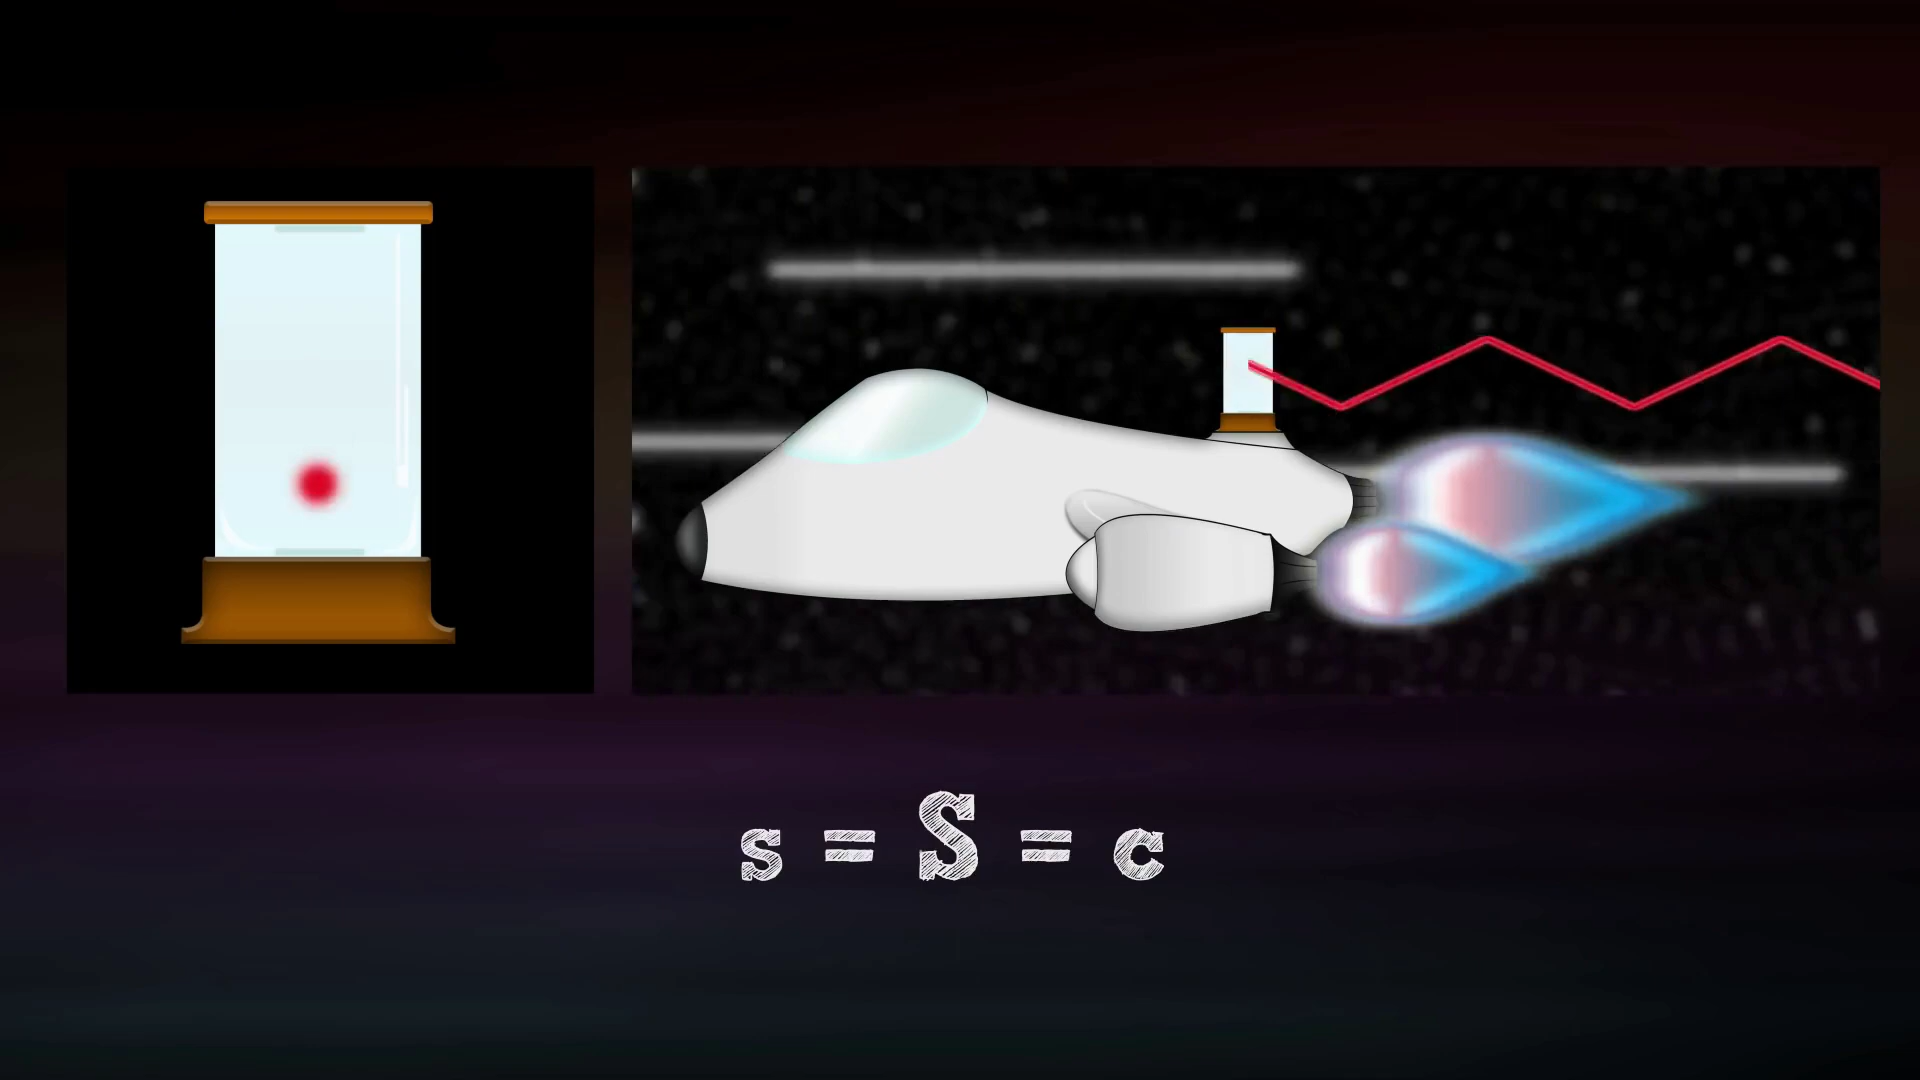 s = S = c